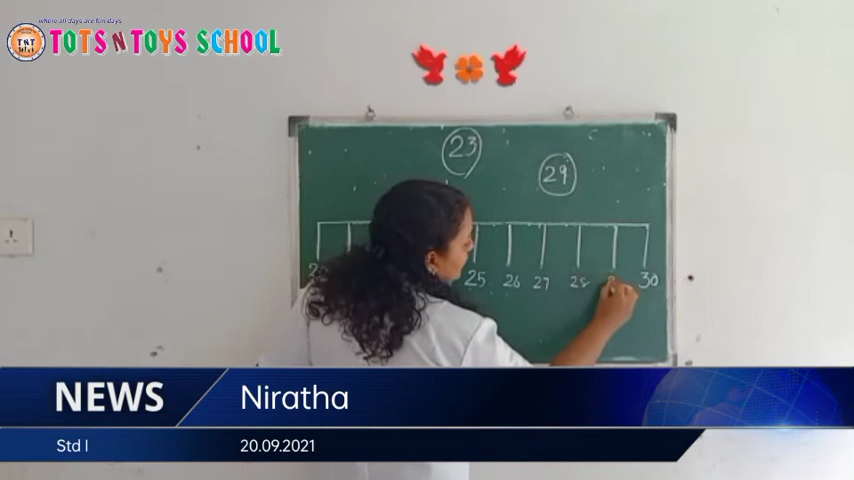 where all days are fun days
TNT
TOTS N TOYS SCHOOL
23
29
25 26 27 28 30
NEWS Niratha
Std I 20.09.2021